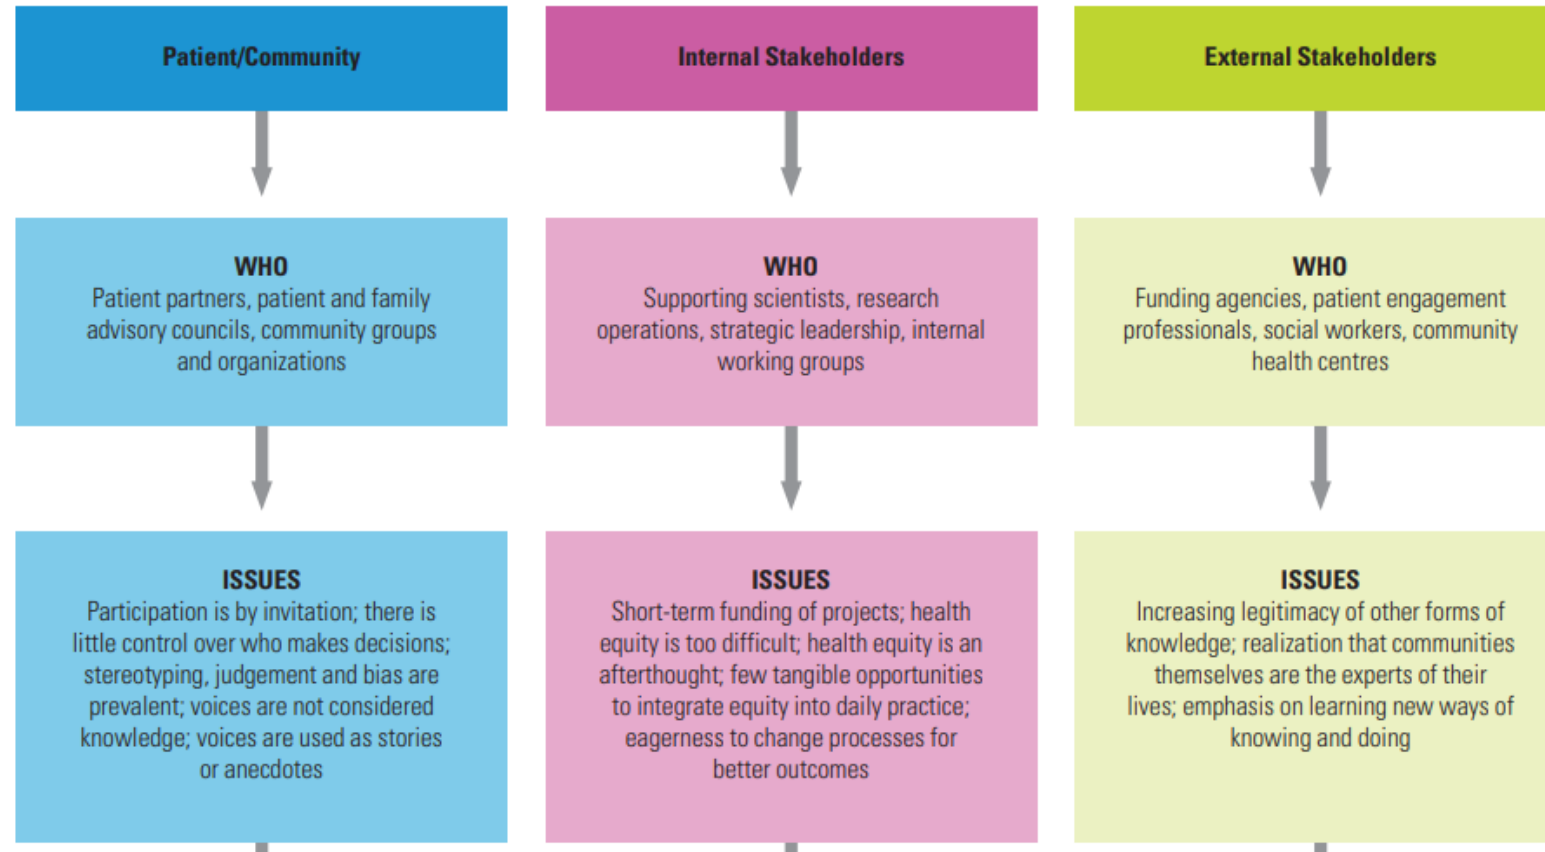 Patient/Community
Internal Stakeholders
External Stakeholders
WHO
Patient partners, patient and family
advisory councils, community groups
and organizations
WHO
Supporting scientists, research
operations, strategic leadership, internal
working groups
WHO
Funding agencies, patient engagement
professionals, social workers, community
health centres
ISSUES
Participation is by invitation; there is
little control over who makes decisions;
stereotyping, judgement and bias are
prevalent; voices are not considered
knowledge; voices are used as stories
or anecdotes
ISSUES
Short-term funding of projects; health
equity is too difficult; health equity is an
afterthought; few tangible opportunities
to integrate equity into daily practice;
eagerness to change processes for
better outcomes
ISSUES
Increasing legitimacy of other forms of
knowledge; realization that communities
themselves are the experts of their
lives; emphasis on learning new ways of
knowing and doing